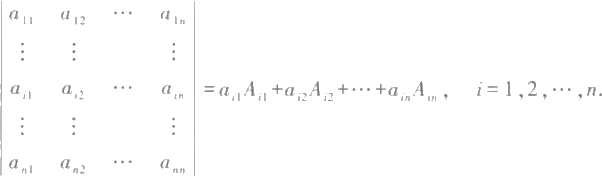 | a_{11} a_{12} ⋯ a_{1n} |
| ⋮ ⋮ ⋮ |
| a_{i1} a_{i2} ⋯ a_{in} | = a_{i1}A_{i1}+a_{i2}A_{i2}+⋯+a_{in}A_{in}, i=1,2,⋯,n.
| ⋮ ⋮ ⋮ |
| a_{n1} a_{n2} ⋯ a_{nn} |